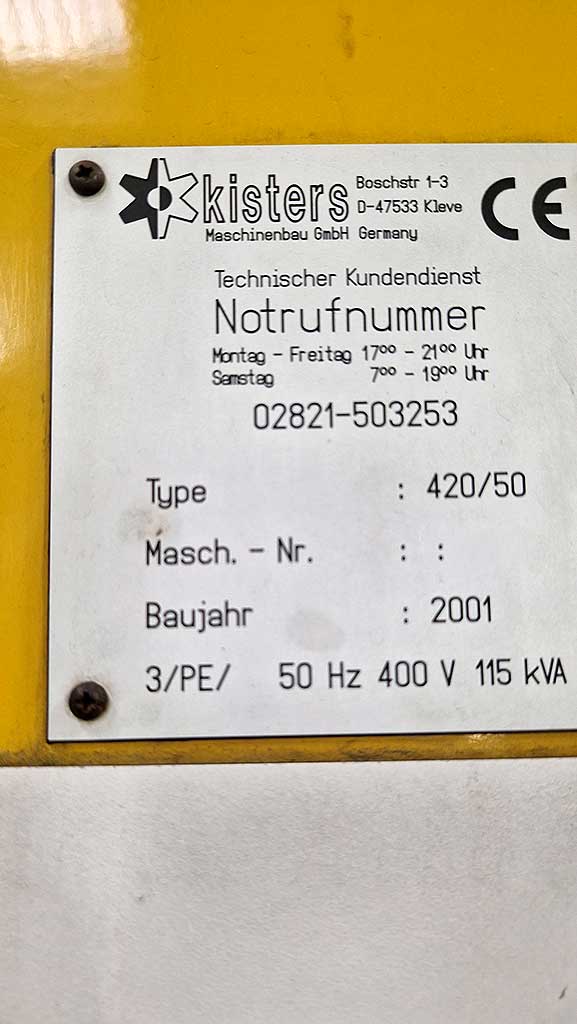 kisters Boschstr 1-3
D-47533 Kleve
Maschinenbau GmbH Germany
CE
Technischer Kundendienst
Notrufnummer
Montag - Freitag 17⁰⁰ - 21⁰⁰ Uhr
Samstag 7⁰⁰ - 19⁰⁰ Uhr
02821-503253
Type : 420/50
Masch. - Nr. : :
Baujahr : 2001
3/PE/ 50 Hz 400 V 115 kVA